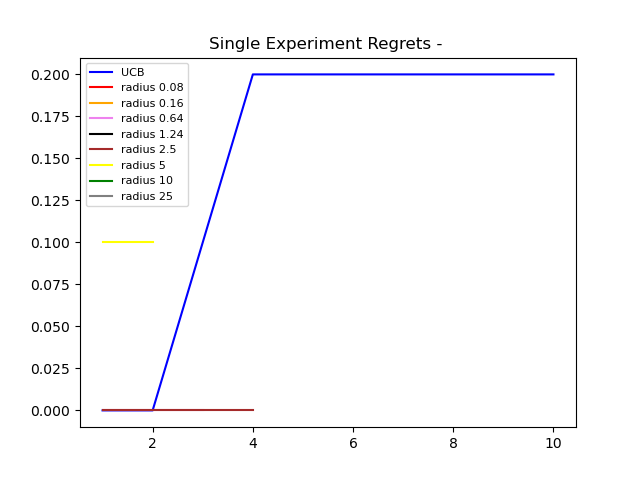 Single Experiment Regrets -
0.200
0.175
0.150
0.125
0.100
0.075
0.050
0.025
0.000
UCB
radius 0.08
radius 0.16
radius 0.64
radius 1.24
radius 2.5
radius 5
radius 10
radius 25
2 4 6 8 10